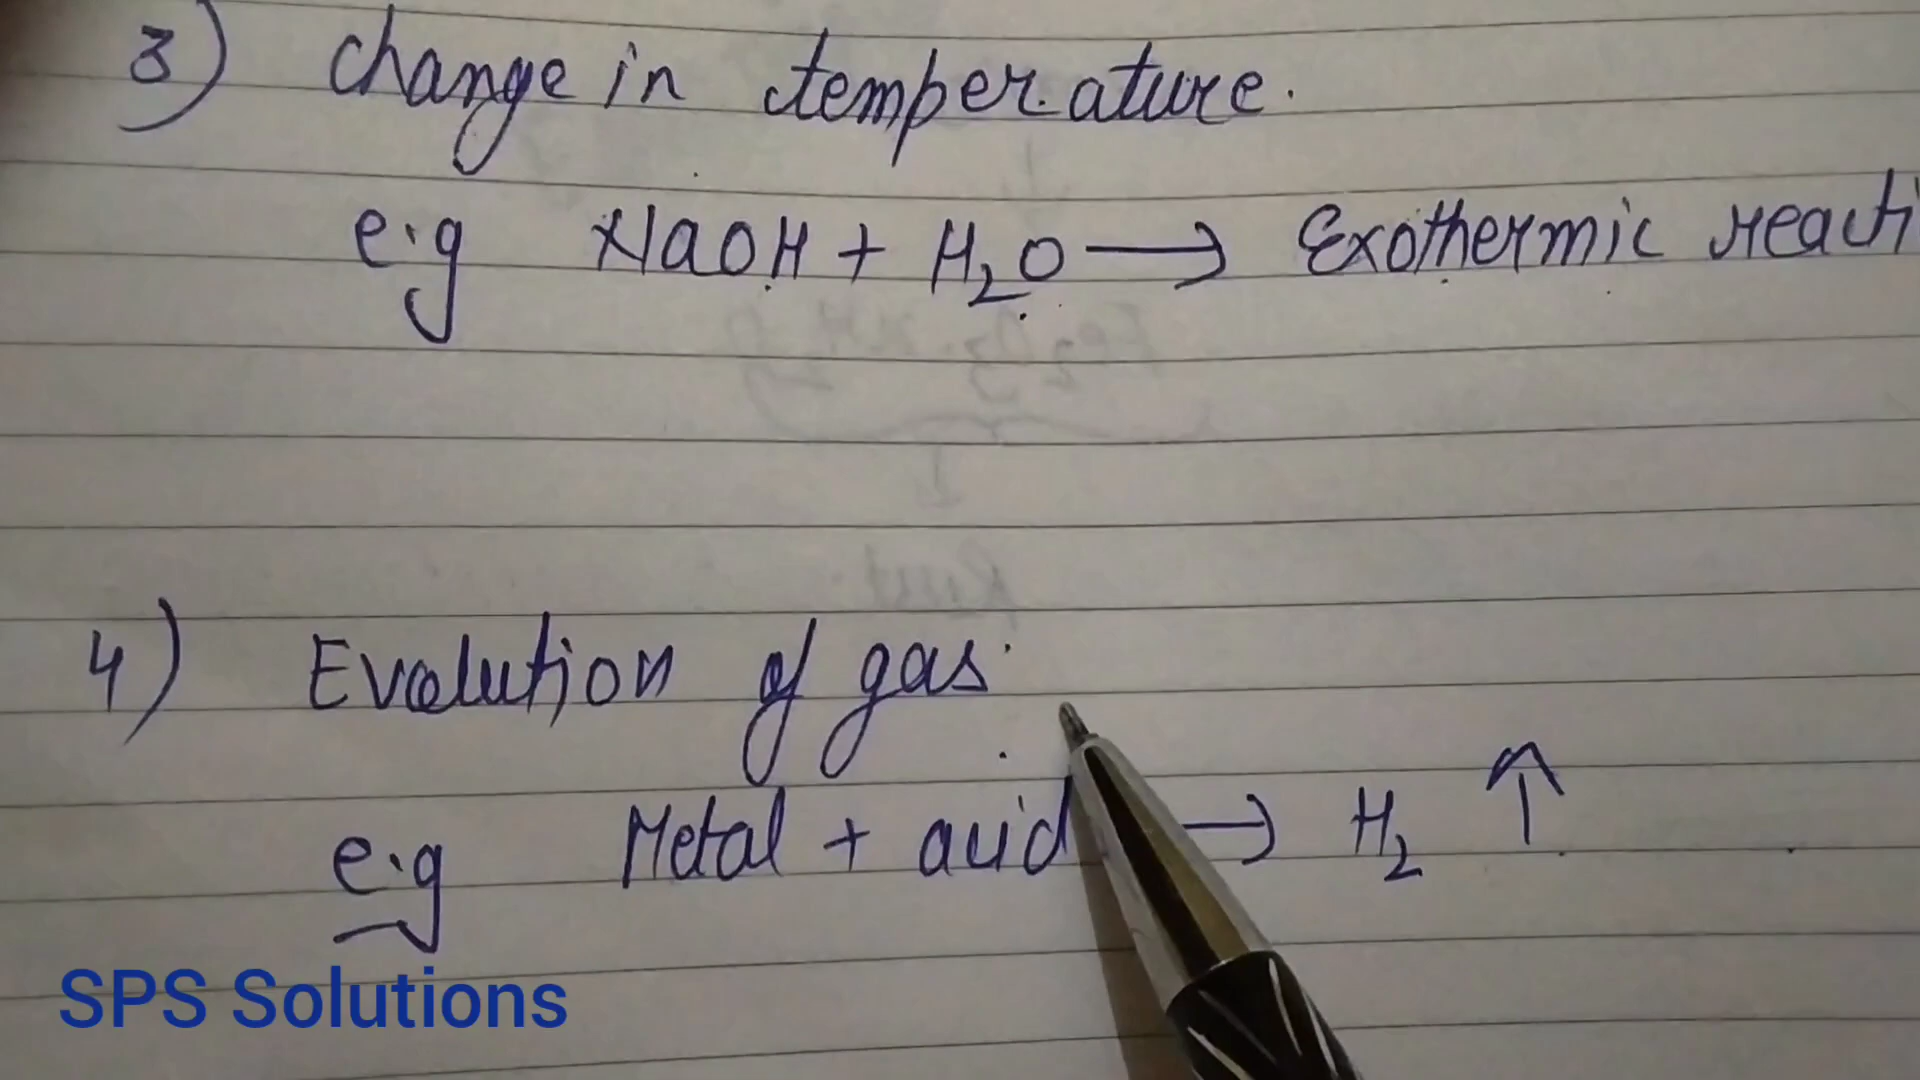 3) change in temperature.
e.g NaOH + H₂O → Exothermic reacti
4) Evolution of gas.
e.g Metal + acid → H₂ ↑
SPS Solutions